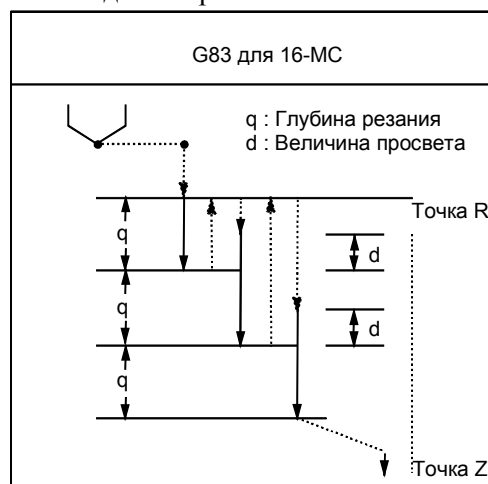 G83 для 16-MC
q : Глубина резания
d : Величина просвета
Точка R
q
d
q
d
q
Точка Z